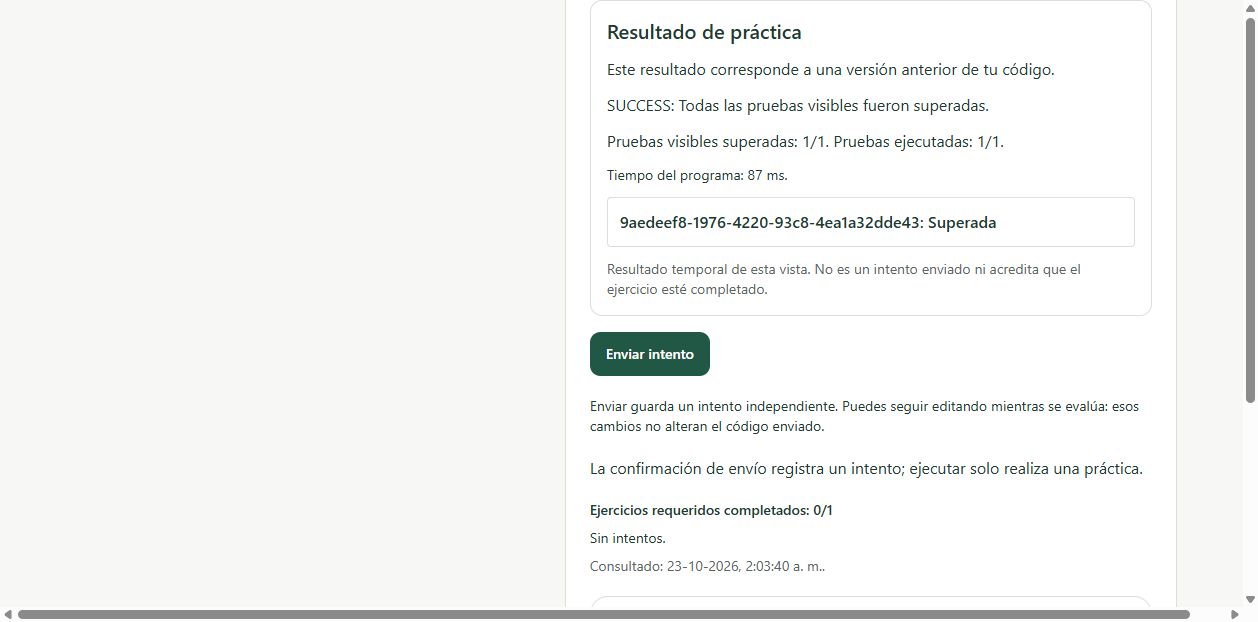 Resultado de práctica
Este resultado corresponde a una versión anterior de tu código.
SUCCESS: Todas las pruebas visibles fueron superadas.
Pruebas visibles superadas: 1/1. Pruebas ejecutadas: 1/1.
Tiempo del programa: 87 ms.
9aedeef8-1976-4220-93c8-4ea1a32dde43: Superada
Resultado temporal de esta vista. No es un intento enviado ni acredita que el
ejercicio esté completado.
Enviar intento
Enviar guarda un intento independiente. Puedes seguir editando mientras se evalúa: esos
cambios no alteran el código enviado.
La confirmación de envío registra un intento; ejecutar solo realiza una práctica.
Ejercicios requeridos completados: 0/1
Sin intentos.
Consultado: 23-10-2026, 2:03:40 a. m..